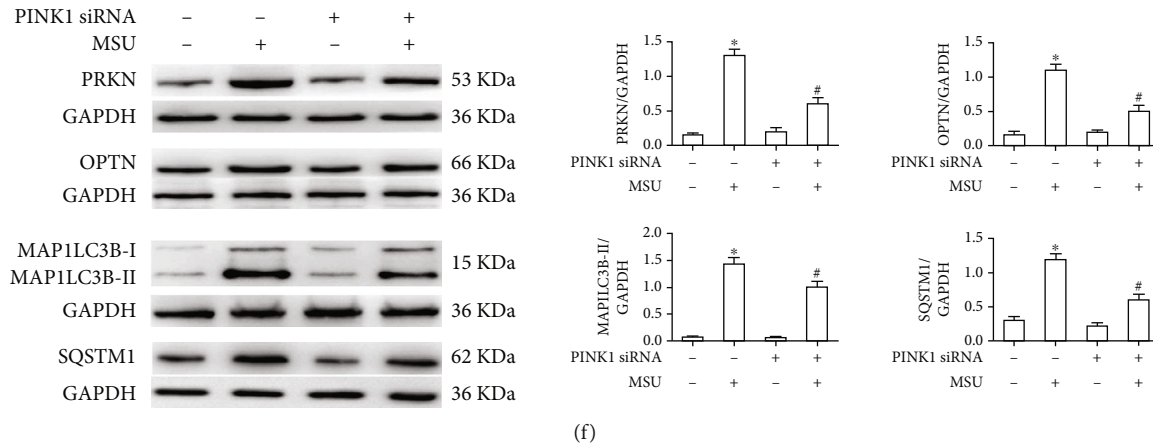 PINK1 siRNA – – + +
MSU – + – +
PRKN 53 KDa
GAPDH 36 KDa
OPTN 66 KDa
GAPDH 36 KDa
MAP1LC3B-I
15 KDa
MAP1LC3B-II
GAPDH 36 KDa
SQSTM1 62 KDa
GAPDH 36 KDa
PRKN/GAPDH
1.5
1.0
0.5
0.0
*
#
PINK1 siRNA – – + +
MSU – + – +
OPTN/GAPDH
1.5
1.0
0.5
0.0
*
#
PINK1 siRNA – – + +
MSU – + – +
MAPILC3B-II/
GAPDH
2.0
1.5
1.0
0.5
0.0
*
#
PINK1 siRNA – – + +
MSU – + – +
SQSTM1/
GAPDH
1.5
1.0
0.5
0.0
*
#
PINK1 siRNA – – + +
MSU – + – +
(f)